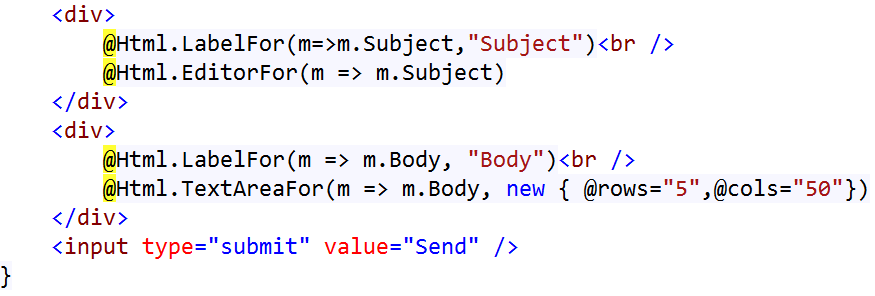 <div>
@Html.LabelFor(m=>m.Subject,"Subject")<br />
@Html.EditorFor(m => m.Subject)
</div>
<div>
@Html.LabelFor(m => m.Body, "Body")<br />
@Html.TextAreaFor(m => m.Body, new { @rows="5",@cols="50"})
</div>
<input type="submit" value="Send" />
}